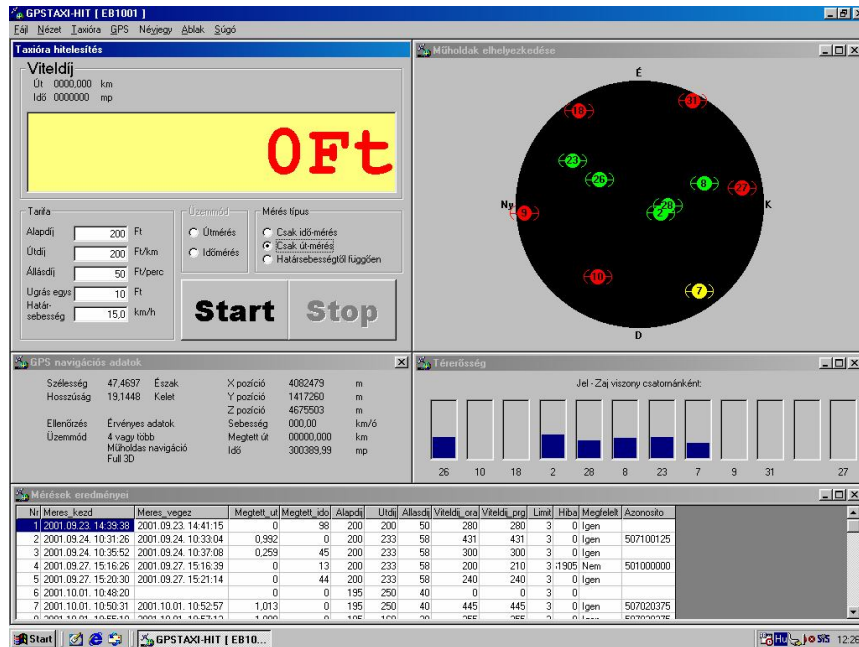 GPSTAXI-HIT [ EB1001 ]
Fájl Nézet Taxióra GPS Névjegy Ablak Súgó
Taxióra hitelesítés
Viteldíj
Út 0000,000 km
Idő 0000000 mp
0Ft
Tarifa
Alapdíj 200 Ft
Útdíj 200 Ft/km
Állásdíj 50 Ft/perc
Ugrás egys 10 Ft
Határ-
sebesség 15,0 km/h
Üzemmód
Útmérés
Időmérés
Mérés típus
Csak idő-mérés
Csak út-mérés
Határsebességtől függően
Start Stop
Műholdak elhelyezkedése
É
31
18
23
26
8
27
28
2
Ny
9
K
10
7
D
GPS navigációs adatok
Szélesség 47,4697 Észak X pozíció 4082479 m
Hosszúság 19,1448 Kelet Y pozíció 1417260 m
Z pozíció 4675503 m
Ellenőrzés Érvényes adatok Sebesség 000,00 km/ó
Üzemmód 4 vagy több Megtett út 00000,000 km
Műholdas navigáció Idő 300389,99 mp
Full 3D
Térerősség
Jel - Zaj viszony csatornánként:
26 10 18 2 28 8 23 7 9 31 27
Mérések eredményei
Nr Meres_kezd Meres_vegez Megtett_ut Megtett_ido Alapdij Utdij Allasdij Viteldij_ora Viteldij_prg Limit Hiba Megfelelt Azonosito
1 2001.09.23. 14:39:38 2001.09.23. 14:41:15 0 98 200 200 50 280 280 3 0 Igen
2 2001.09.24. 10:31:26 2001.09.24. 10:33:04 0,992 0 200 233 58 431 431 3 0 Igen 507100125
3 2001.09.24. 10:35:52 2001.09.24. 10:37:08 0,259 45 200 233 58 300 300 3 0 Igen
4 2001.09.27. 15:16:26 2001.09.27. 15:16:39 0 13 200 233 58 200 210 3 1905 Nem 501000000
5 2001.09.27. 15:20:30 2001.09.27. 15:21:14 0 44 200 233 58 240 240 3 0 Igen
6 2001.10.01. 10:48:20 0 0 195 250 40 0 0 3 0
7 2001.10.01. 10:50:31 2001.10.01. 10:52:57 1,013 0 195 250 40 445 445 3 0 Igen 507020375
Start GPSTAXI-HIT [ EB10... Hu SiS 12:26